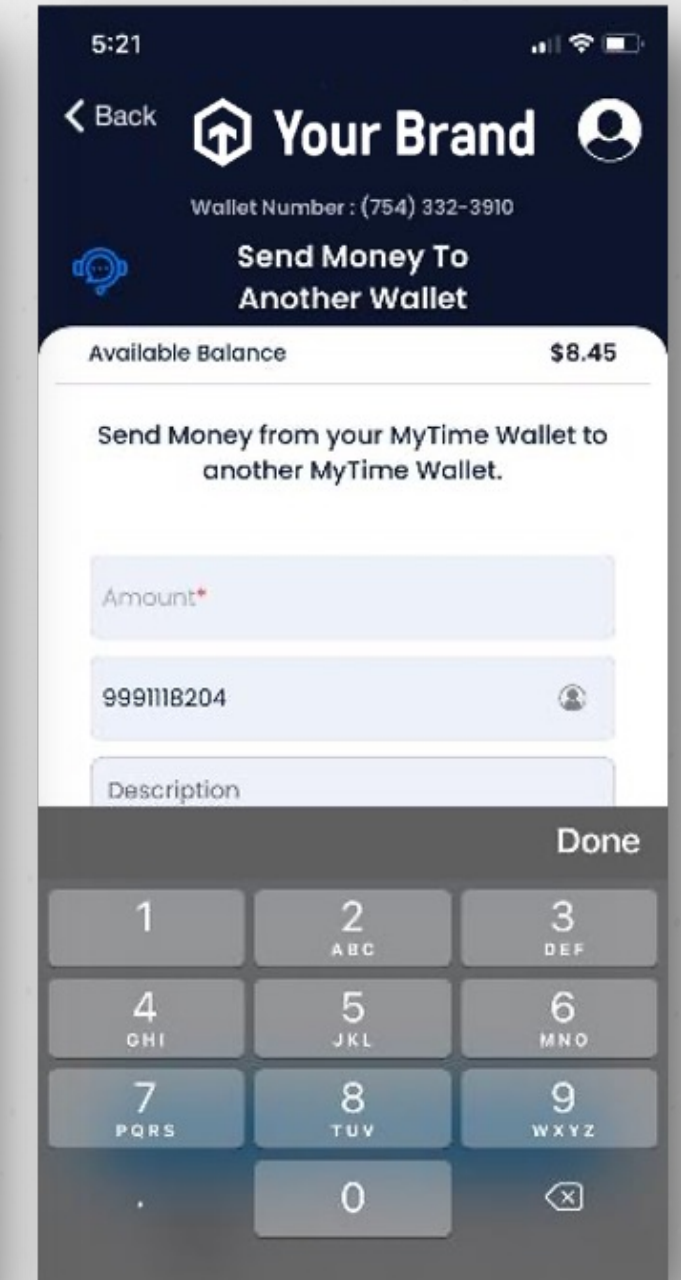 5:21
Back
Your Brand
Wallet Number : (754) 332-3910
Send Money To
Another Wallet
Available Balance $8.45
Send Money from your MyTime Wallet to
another MyTime Wallet.
Amount*
9991118204
Description
Done
1 2 3
ABC DEF
4 5 6
GHI JKL MNO
7 8 9
PQRS TUV WXYZ
. 0